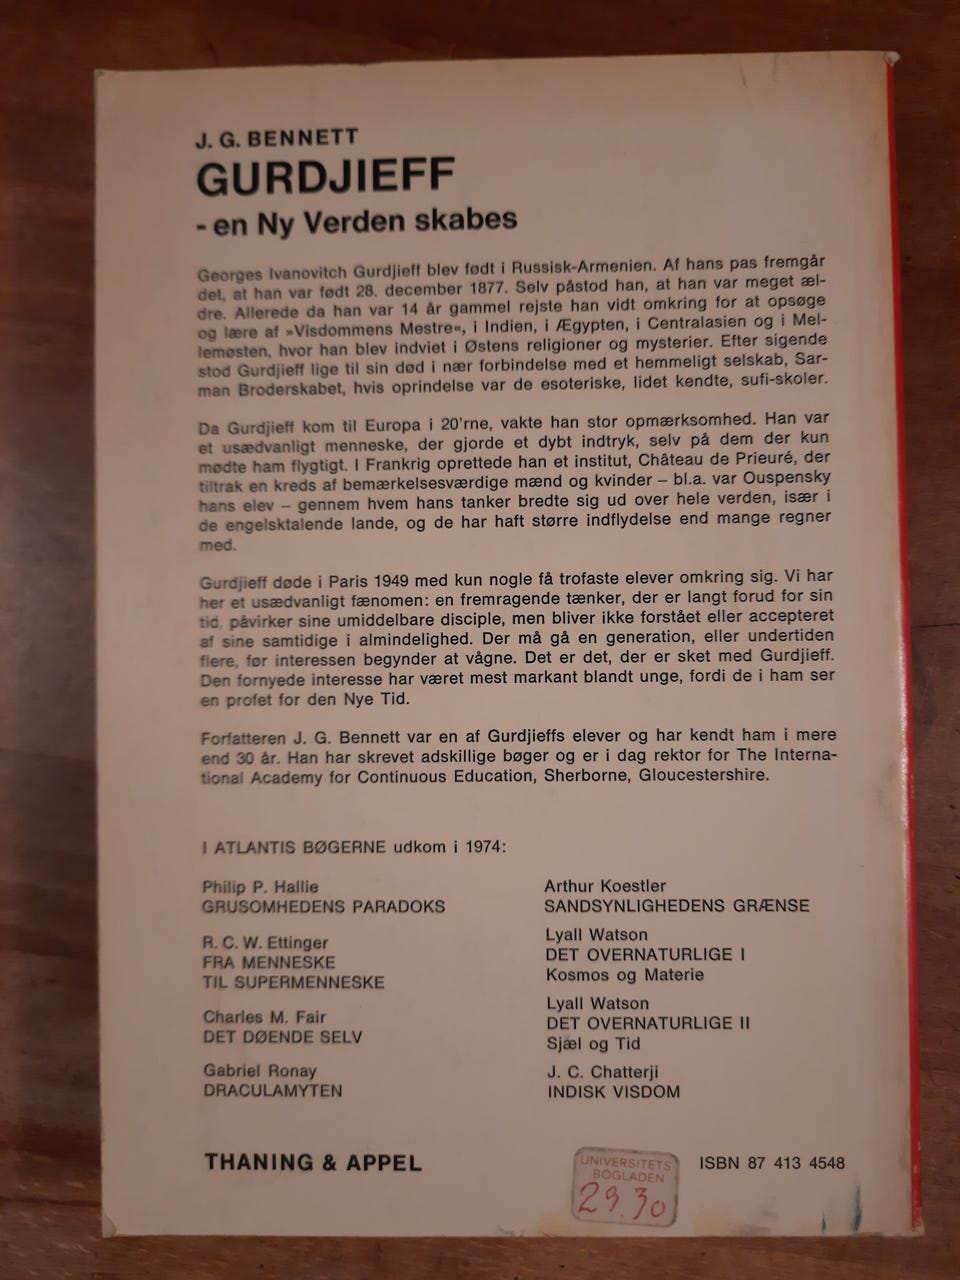 J. G. BENNETT
GURDJIEFF
- en Ny Verden skabes
Georges Ivanovitch Gurdjieff blev født i Russisk-Armenien. Af hans pas fremgår
det, at han var født 28. december 1877. Selv påstod han, at han var meget æl-
dre. Allerede da han var 14 år gammel rejste han vidt omkring for at opsøge
og lære af »Visdommens Mestre«, i Indien, i Ægypten, i Centralasien og i Mel-
lemøsten, hvor han blev indviet i Østens religioner og mysterier. Efter sigende
stod Gurdjieff lige til sin død i nær forbindelse med et hemmeligt selskab, Sar-
man Broderskabet, hvis oprindelse var de esoteriske, lidet kendte, sufi-skoler.
Da Gurdjieff kom til Europa i 20'rne, vakte han stor opmærksomhed. Han var
et usædvanligt menneske, der gjorde et dybt indtryk, selv på dem der kun
mødte ham flygtigt. I Frankrig oprettede han et institut, Château de Prieuré, der
tiltrak en kreds af bemærkelsesværdige mænd og kvinder – bl.a. var Ouspensky
hans elev – gennem hvem hans tanker bredte sig ud over hele verden, især i
de engelsktalende lande, og de har haft større indflydelse end mange regner
med.
Gurdjieff døde i Paris 1949 med kun nogle få trofaste elever omkring sig. Vi har
her et usædvanligt fænomen: en fremragende tænker, der er langt forud for sin
tid, påvirker sine umiddelbare disciple, men bliver ikke forstået eller accepteret
af sine samtidige i almindelighed. Der må gå en generation, eller undertiden
flere, før interessen begynder at vågne. Det er det, der er sket med Gurdjieff.
Den fornyede interesse har været mest markant blandt unge, fordi de i ham ser
en profet for den Nye Tid.
Forfatteren J. G. Bennett var en af Gurdjieffs elever og har kendt ham i mere
end 30 år. Han har skrevet adskillige bøger og er i dag rektor for The Interna-
tional Academy for Continuous Education, Sherborne, Gloucestershire.
I ATLANTIS BØGERNE udkom i 1974:
Philip P. Hallie
GRUSOMHEDENS PARADOKS
R. C. W. Ettinger
FRA MENNESKE
TIL SUPERMENNESKE
Charles M. Fair
DET DØENDE SELV
Gabriel Ronay
DRACULAMYTEN
Arthur Koestler
SANDSYNLIGHEDENS GRÆNSE
Lyall Watson
DET OVERNATURLIGE I
Kosmos og Materie
Lyall Watson
DET OVERNATURLIGE II
Sjæl og Tid
J. C. Chatterji
INDISK VISDOM
THANING & APPEL
UNIVERSITETS
BOGLADEN
29.30
ISBN 87 413 4548